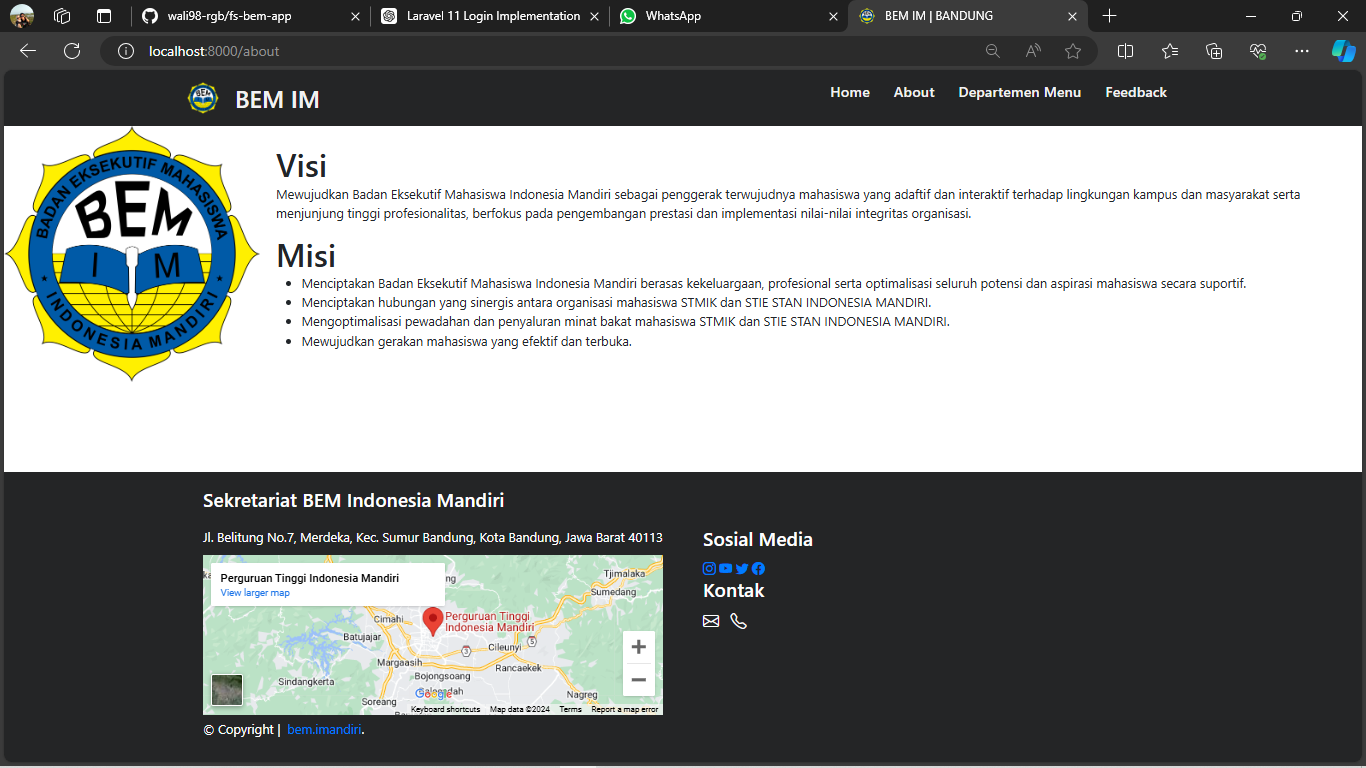 wali98-rgb/fs-bem-app
Laravel 11 Login Implementation
WhatsApp
BEM IM | BANDUNG
localhost:8000/about
BEM
BEM IM
Home
About
Departemen Menu
Feedback
BADAN EKSEKUTIF MAHASISWA
BEM
I M
INDONESIA MANDIRI
Visi
Mewujudkan Badan Eksekutif Mahasiswa Indonesia Mandiri sebagai penggerak terwujudnya mahasiswa yang adaftif dan interaktif terhadap lingkungan kampus dan masyarakat serta
menjunjung tinggi profesionalitas, berfokus pada pengembangan prestasi dan implementasi nilai-nilai integritas organisasi.
Misi
Menciptakan Badan Eksekutif Mahasiswa Indonesia Mandiri berasas kekeluargaan, profesional serta optimalisasi seluruh potensi dan aspirasi mahasiswa secara suportif.
Menciptakan hubungan yang sinergis antara organisasi mahasiswa STMIK dan STIE STAN INDONESIA MANDIRI.
Mengoptimalisasi pewadahan dan penyaluran minat bakat mahasiswa STMIK dan STIE STAN INDONESIA MANDIRI.
Mewujudkan gerakan mahasiswa yang efektif dan terbuka.
Sekretariat BEM Indonesia Mandiri
Jl. Belitung No.7, Merdeka, Kec. Sumur Bandung, Kota Bandung, Jawa Barat 40113
Perguruan Tinggi Indonesia Mandiri
View larger map
Tjimalaka
Sumedang
Cimahi
Perguruan Tinggi
Indonesia Mandiri
Batujajar
3
5
Cileunyi
Margaasih
Rancaekek
Bojongsoang
Sindangkerta
Soreang
Nagreg
Google
Keyboard shortcuts
Map data ©2024
Terms
Report a map error
© Copyright | bem.imandiri.
Sosial Media
Kontak